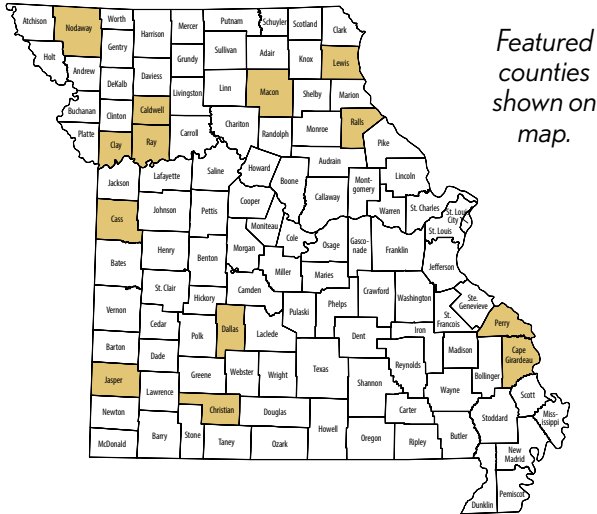 Featured
counties
shown on
map.
Atchison
Nodaway
Worth
Harrison
Mercer
Putnam
Schuyler
Scotland
Clark
Holt
Andrew
Gentry
DeKalb
Daviess
Grundy
Sullivan
Adair
Knox
Lewis
Livingston
Linn
Macon
Shelby
Marion
Buchanan
Clinton
Caldwell
Platte
Clay
Ray
Carroll
Chariton
Randolph
Monroe
Ralls
Pike
Audrain
Jackson
Lafayette
Saline
Howard
Boone
Callaway
Mont-
gomery
Lincoln
Cass
Johnson
Pettis
Cooper
Moniteau
Cole
Osage
Gasco-
nade
Warren
St. Charles
St. Louis
City
St. Louis
Franklin
Jefferson
Bates
Henry
Benton
Morgan
Miller
Maries
St. Clair
Hickory
Camden
Pulaski
Phelps
Crawford
Washington
Ste.
Genevieve
St.
Francois
Vernon
Cedar
Polk
Dallas
Laclede
Dent
Iron
Madison
Perry
Cape
Girardeau
Bollinger
Barton
Dade
Greene
Webster
Wright
Texas
Shannon
Reynolds
Wayne
Jasper
Lawrence
Christian
Douglas
Howell
Carter
Scott
Stoddard
Miss-
issippi
Newton
McDonald
Barry
Stone
Taney
Ozark
Oregon
Ripley
Butler
New
Madrid
Dunklin
Pemiscot